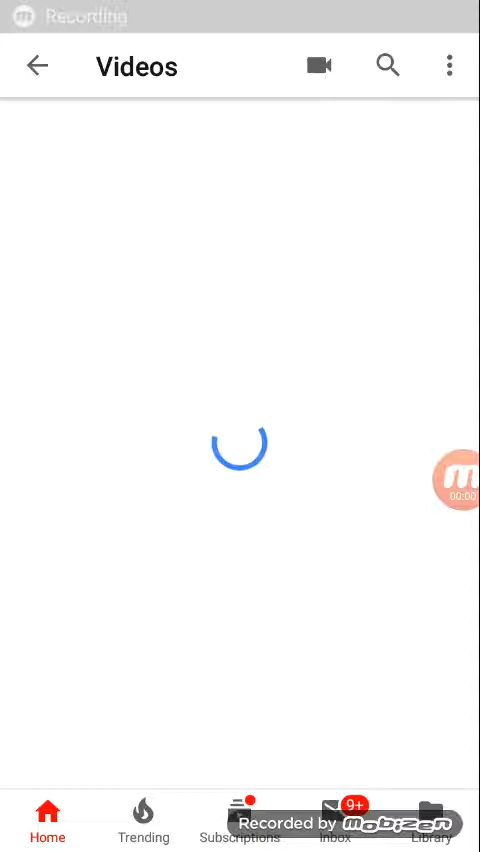 Recording
Videos
00:00
9+
Home
Trending
Subscriptions
Inbox
Library
Recorded by mobizen